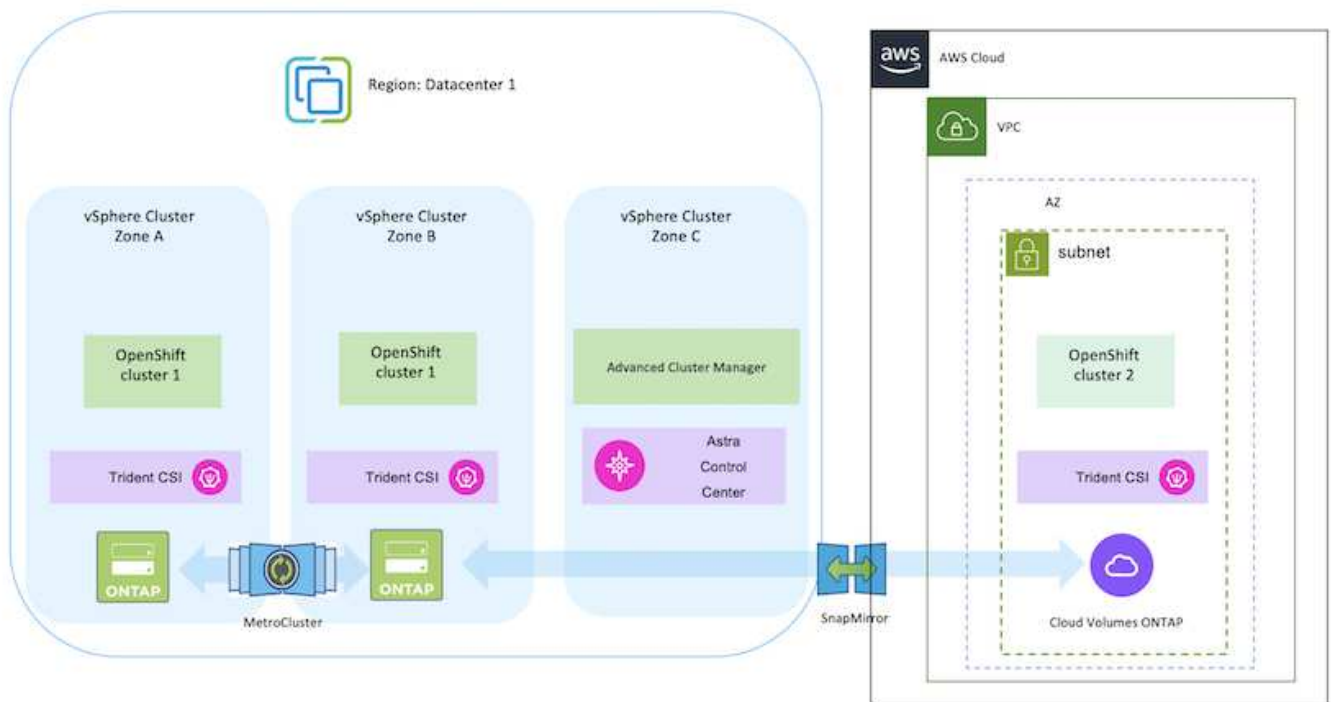 Region: Datacenter 1
vSphere Cluster
Zone A
OpenShift
cluster 1
Trident CSI
ONTAP
MetroCluster
vSphere Cluster
Zone B
OpenShift
cluster 1
Trident CSI
ONTAP
vSphere Cluster
Zone C
Advanced Cluster Manager
Astra
Control
Center
SnapMirror
aws
AWS Cloud
VPC
AZ
subnet
OpenShift
cluster 2
Trident CSI
Cloud Volumes ONTAP